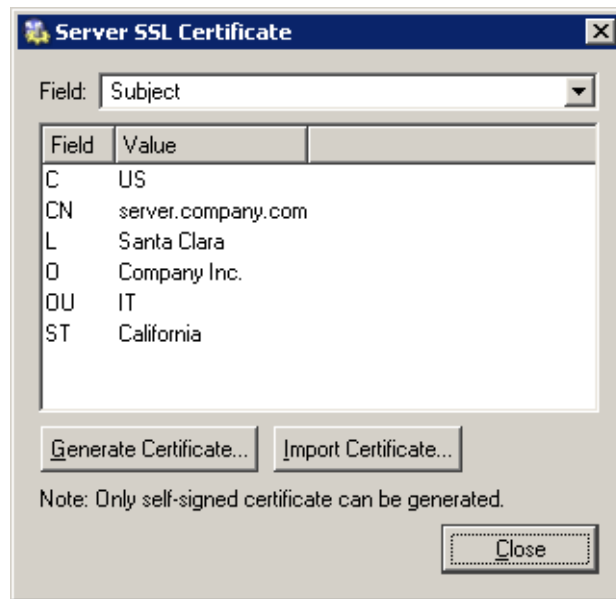 Server SSL Certificate
Field: Subject
Field Value
C US
CN server.company.com
L Santa Clara
O Company Inc.
OU IT
ST California
Generate Certificate... Import Certificate...
Note: Only self-signed certificate can be generated.
Close